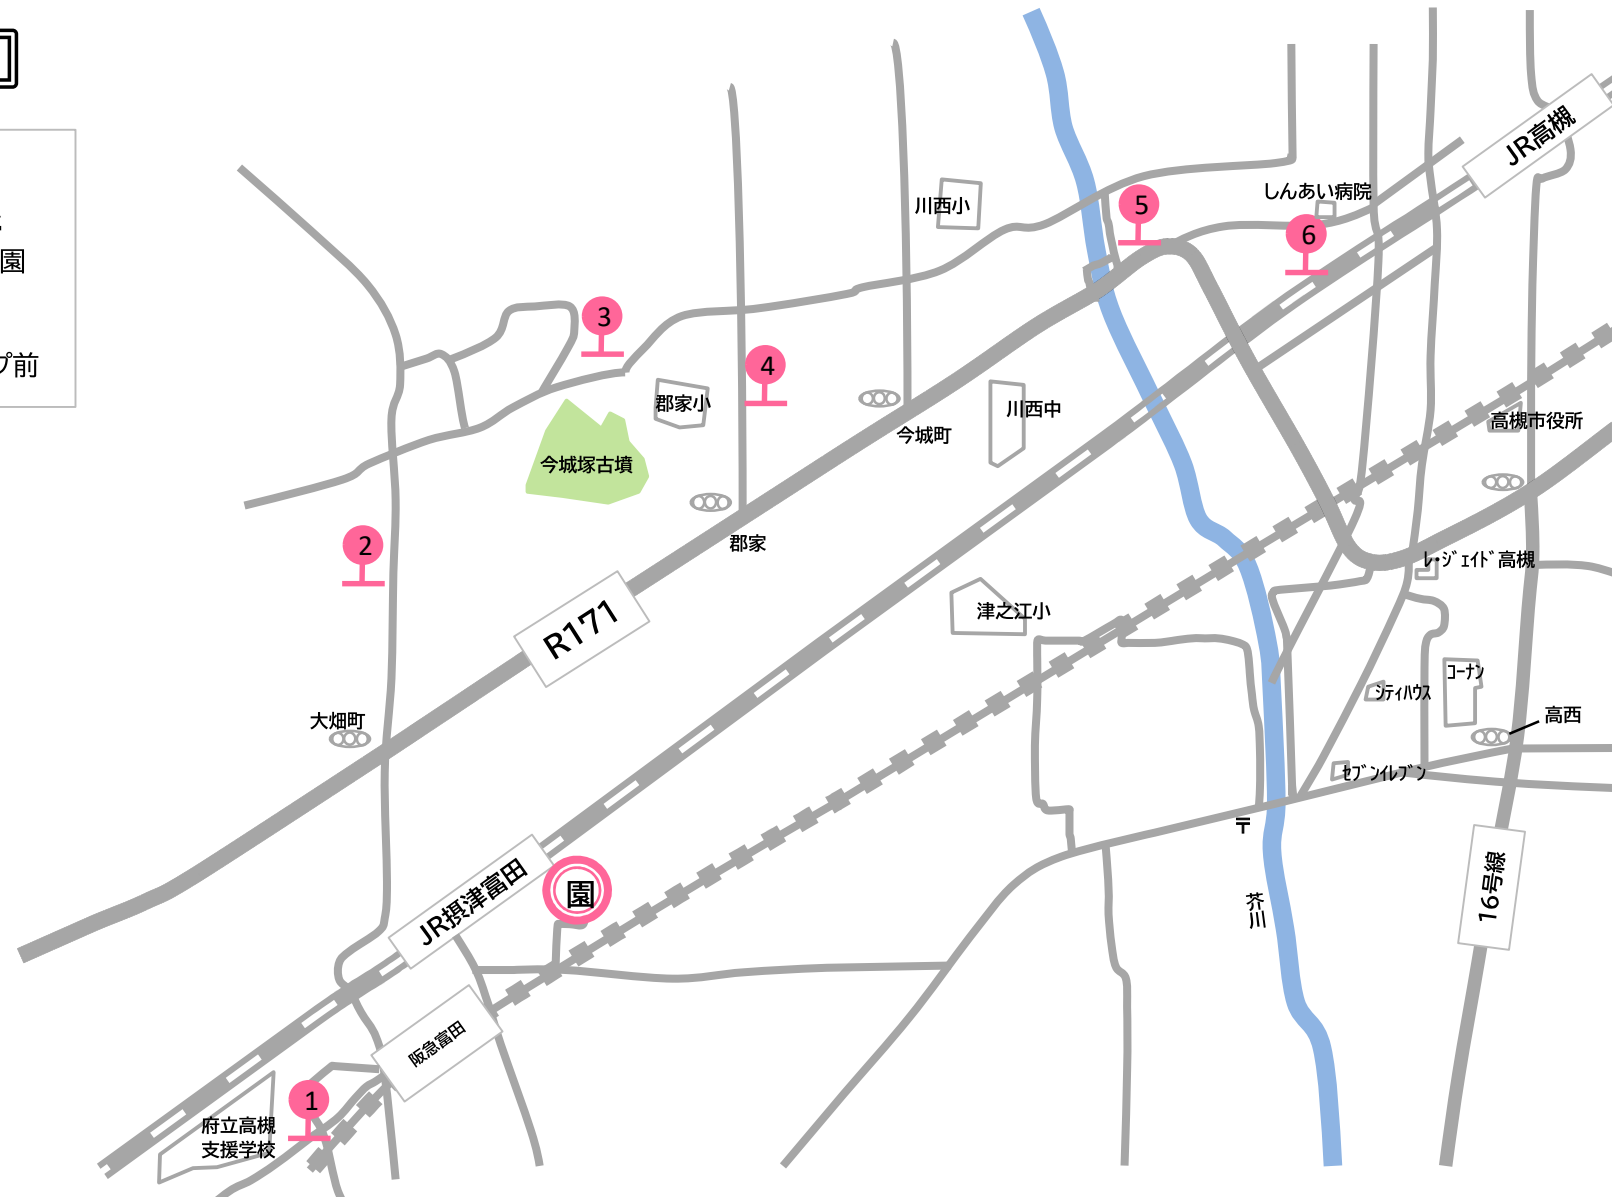 園
プ前
JR高槻
しんあい病院
川西小
5
6
3
4
郡家小
川西中
今城町
高槻市役所
今城塚古墳
郡家
2
レ・ジェイド高槻
R171
津之江小
コーナン
シティハウス
高西
大畑町
セブンイレブン
〒
JR摂津富田
園
16号線
芥川
阪急富田
1
府立高槻
支援学校